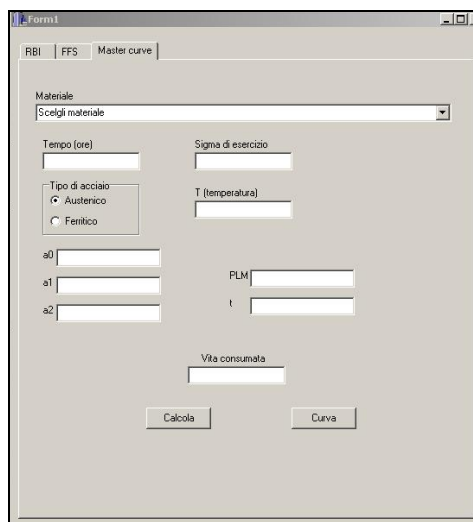 Form1
RBI FFS Master curve
Materiale
Scelgli materiale
Tempo (ore) Sigma di esercizio
Tipo di acciaio
Austenico
Ferritico
T (temperatura)
a0
a1
a2
PLM
t
Vita consumata
Calcola Curva